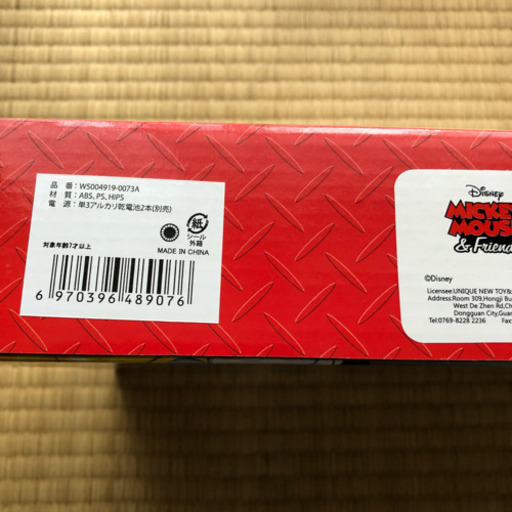 品 番：W5004919-0073A
材 質：ABS, PS, HIPS
電 源：単3アルカリ乾電池2本(別売)
対象年齢7才以上
紙
シール
外箱
MADE IN CHINA
6 970396 489076
Disney
MICKEY
MOUSE
& Friends
©Disney
Licensee:UNIQUE NEW TOY&
Address:Room 309,Hongji Bu
West De Zhen Rd,Ch
Dongguan City,Guan
Tel:0769-8228 2236 Fax